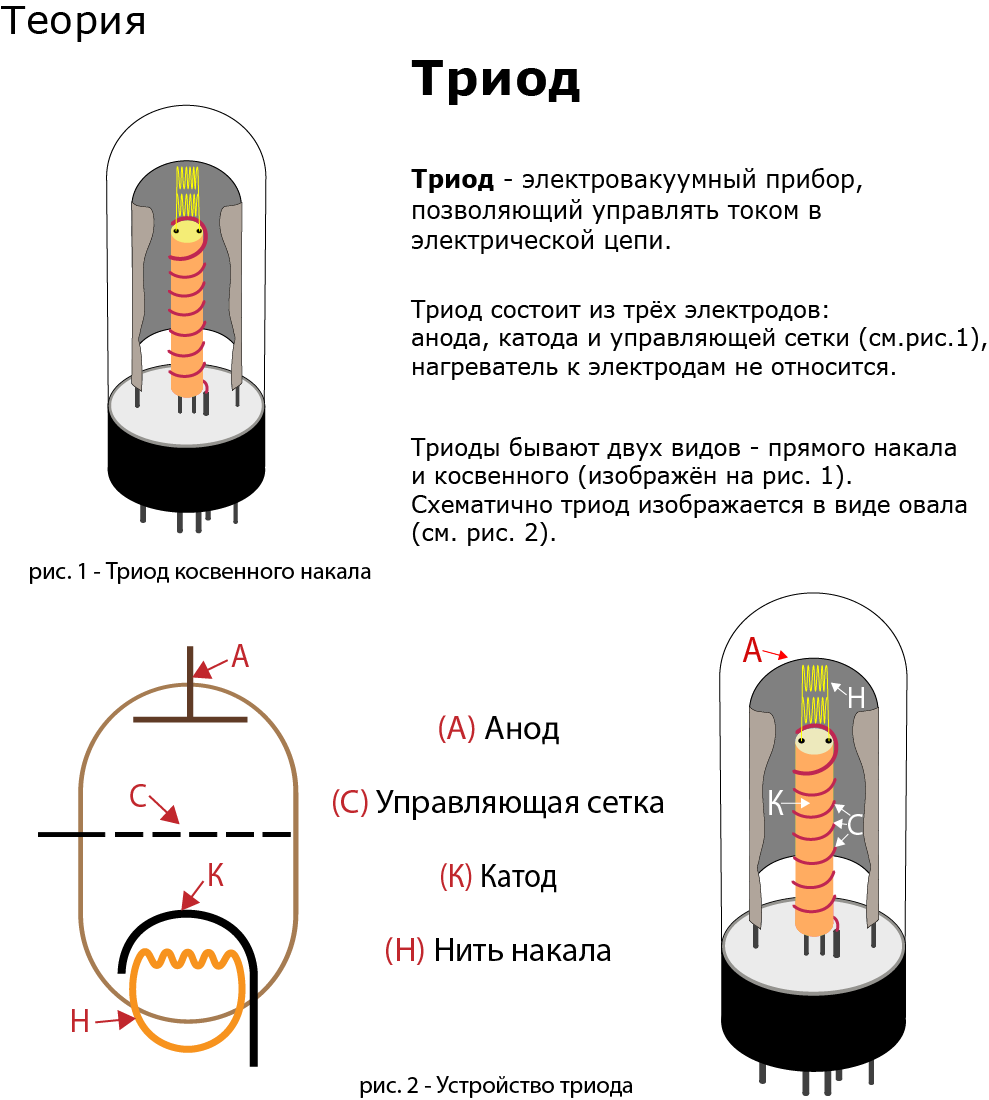 Теория
Триод
Триод - электровакуумный прибор,
позволяющий управлять током в
электрической цепи.
Триод состоит из трёх электродов:
анода, катода и управляющей сетки (см.рис.1),
нагреватель к электродам не относится.
Триоды бывают двух видов - прямого накала
и косвенного (изображён на рис. 1).
Схематично триод изображается в виде овала
(см. рис. 2).
рис. 1 - Триод косвенного накала
А
С
К
Н
(А) Анод
(С) Управляющая сетка
(К) Катод
(Н) Нить накала
А
Н
К
С
рис. 2 - Устройство триода